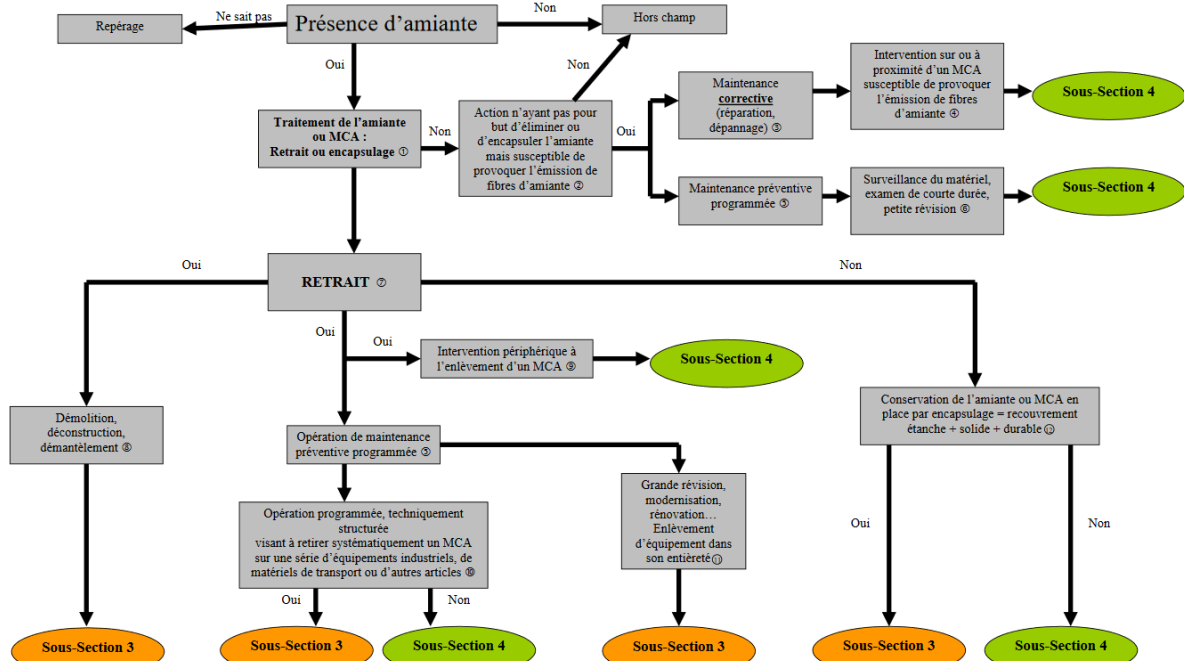 Repérage
Ne sait pas
Présence d’amiante
Non
Hors champ
Oui
Non
Traitement de l’amiante
ou MCA :
Retrait ou encapsulage ①
Non
Action n’ayant pas pour
but d’éliminer ou
d’encapsuler l’amiante
mais susceptible de
provoquer l’émission de
fibres d’amiante ②
Oui
Maintenance
corrective
(réparation,
dépannage) ③
Intervention sur ou à
proximité d’un MCA
susceptible de provoquer
l’émission de fibres
d’amiante ④
Sous-Section 4
Maintenance préventive
programmée ⑤
Surveillance du matériel,
examen de courte durée,
petite révision ⑥
Sous-Section 4
Oui
RETRAIT ⑦
Non
Oui
Oui
Intervention périphérique à
l’enlèvement d’un MCA ⑨
Sous-Section 4
Démolition,
déconstruction,
démantèlement ⑧
Opération de maintenance
préventive programmée ⑤
Conservation de l’amiante ou MCA en
place par encapsulage = recouvrement
étanche + solide + durable ⑫
Opération programmée, techniquement
structurée
visant à retirer systématiquement un MCA
sur une série d’équipements industriels, de
matériels de transport ou d’autres articles ⑩
Grande révision,
modernisation,
rénovation…
Enlèvement
d’équipement dans
son entièreté ⑪
Oui
Non
Oui
Non
Sous-Section 3
Sous-Section 3
Sous-Section 4
Sous-Section 3
Sous-Section 3
Sous-Section 4